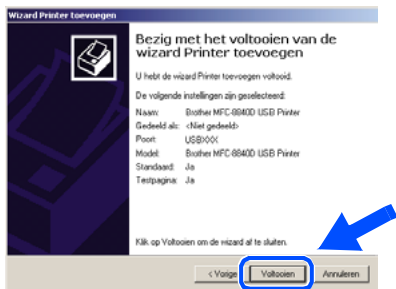 Wizard Printer toevoegen
Bezig met het voltooien van de
wizard Printer toevoegen
U hebt de wizard Printer toevoegen voltooid.
De volgende instellingen zijn geselecteerd:
Naam: Brother MFC-8840D USB Printer
Gedeeld als: <Niet gedeeld>
Poort: USBXXX
Model: Brother MFC-8840D USB Printer
Standaard: Ja
Testpagina: Ja
Klik op Voltooien om de wizard af te sluiten.
< Vorige Voltooien Annuleren